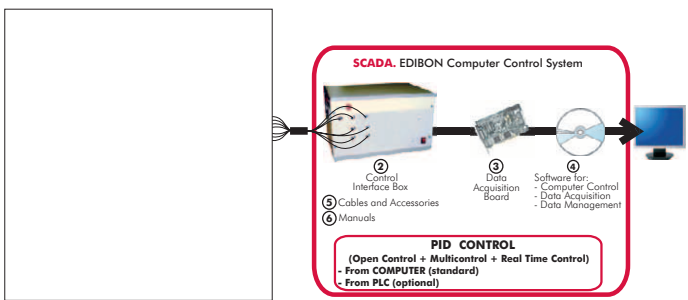 SCADA. EDIBON Computer Control System
2
Control
Interface Box
3
Data
Acquisition
Board
4
Software for:
- Computer Control
- Data Acquisition
- Data Management
5 Cables and Accessories
6 Manuals
PID CONTROL
(Open Control + Multicontrol + Real Time Control)
- From COMPUTER (standard)
- From PLC (optional)